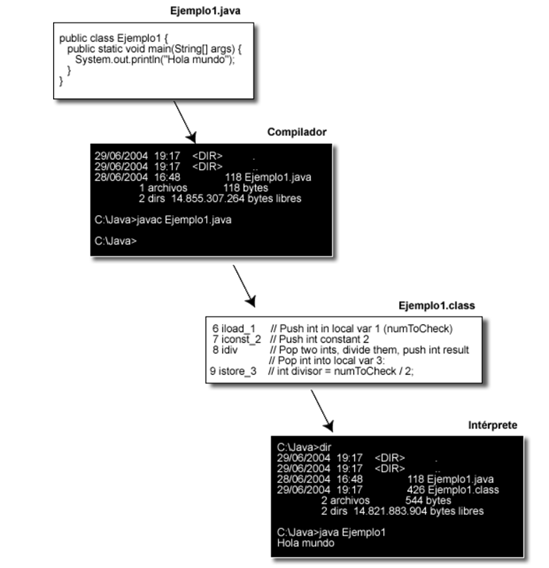 Ejemplo1.java
public class Ejemplo1 {
public static void main(String[] args) {
System.out.println("Hola mundo");
}
}
Compilador
29/06/2004 19:17 <DIR> .
29/06/2004 19:17 <DIR> ..
28/06/2004 16:48 118 Ejemplo1.java
1 archivos 118 bytes
2 dirs 14.855.307.264 bytes libres
C:\Java>javac Ejemplo1.java
C:\Java>
Ejemplo1.class
6 iload_1 // Push int in local var 1 (numToCheck)
7 iconst_2 // Push int constant 2
8 idiv // Pop two ints, divide them, push int result
// Pop int into local var 3:
9 istore_3 // int divisor = numToCheck / 2;
Intérprete
C:\Java>dir
29/06/2004 19:17 <DIR> .
29/06/2004 19:17 <DIR> ..
28/06/2004 16:48 118 Ejemplo1.java
29/06/2004 19:17 426 Ejemplo1.class
2 archivos 544 bytes
2 dirs 14.821.883.904 bytes libres
C:\Java>java Ejemplo1
Hola mundo